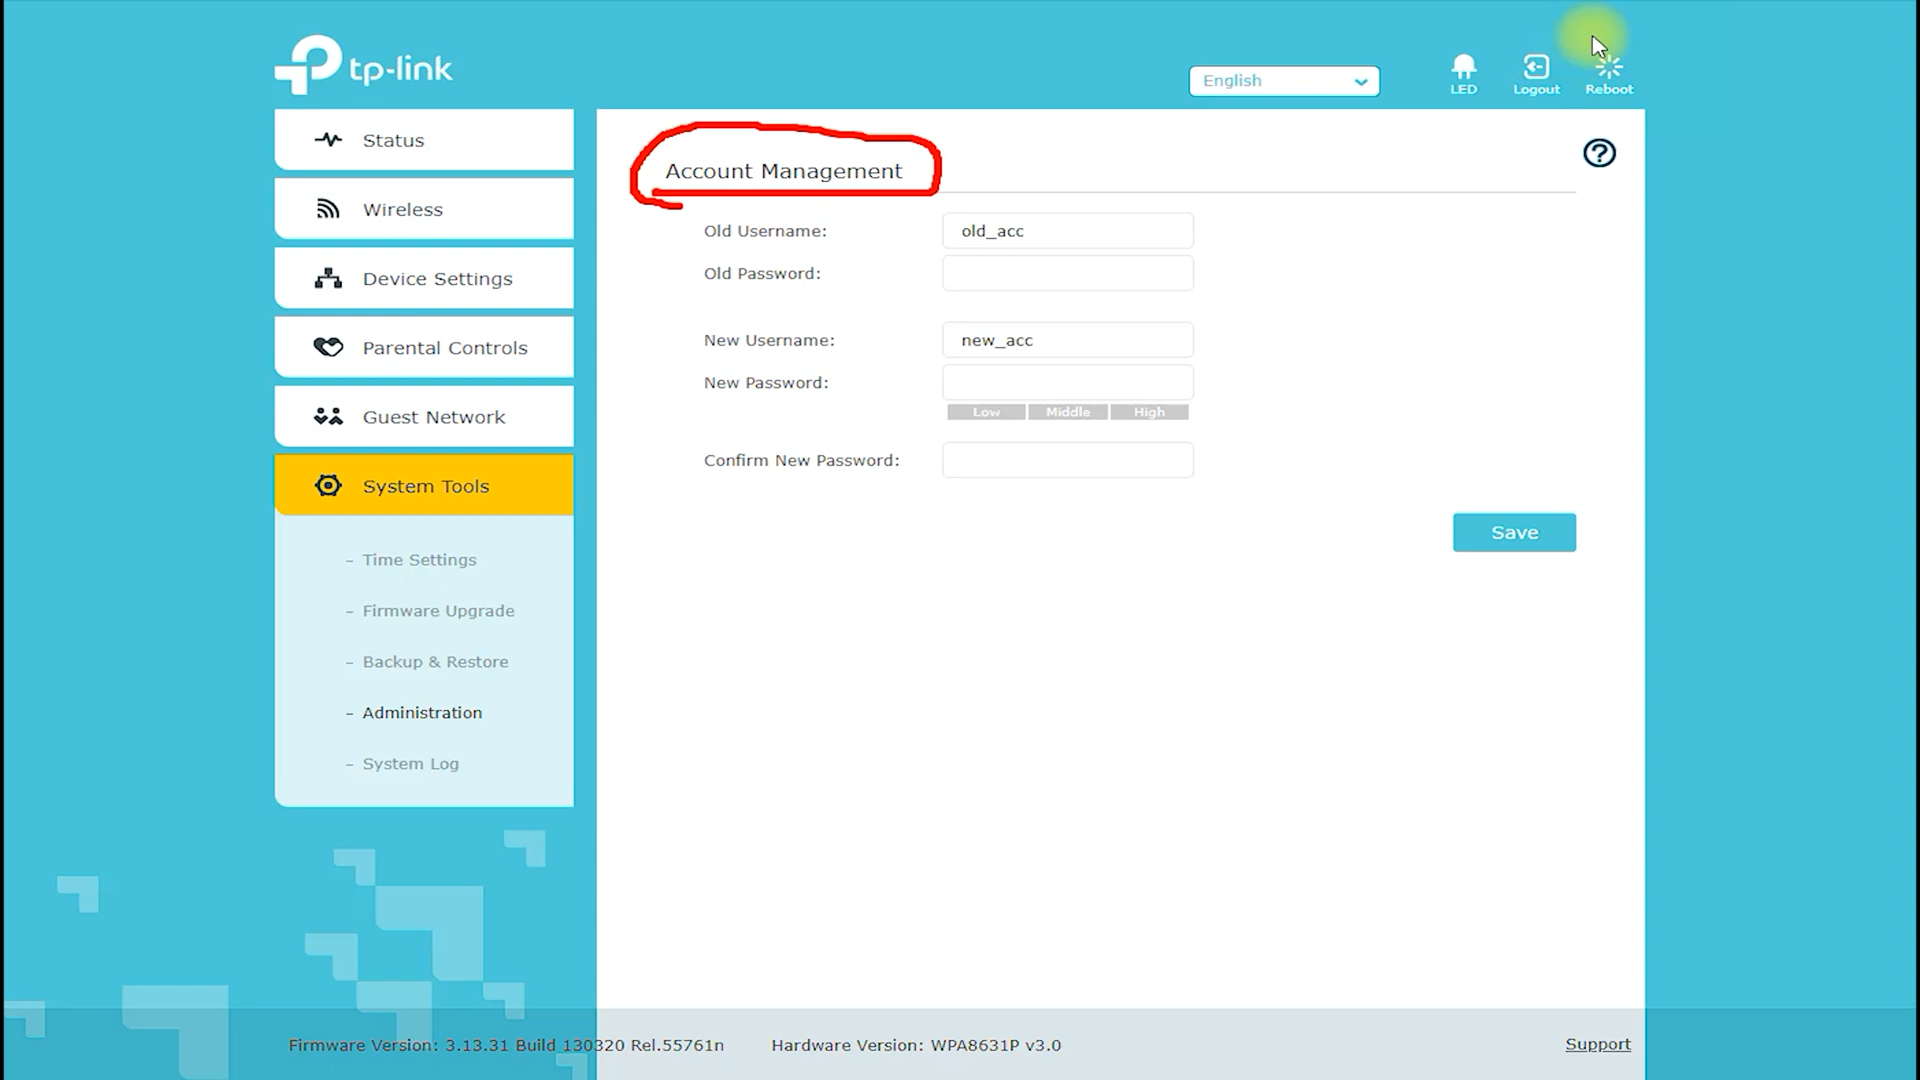 tp-link
English
LED
Logout
Reboot
Status
Wireless
Device Settings
Parental Controls
Guest Network
System Tools
- Time Settings
- Firmware Upgrade
- Backup & Restore
- Administration
- System Log
Account Management
?
Old Username: old_acc
Old Password:
New Username: new_acc
New Password:
Low Middle High
Confirm New Password:
Save
Firmware Version: 3.13.31 Build 130320 Rel.55761n Hardware Version: WPA8631P v3.0 Support